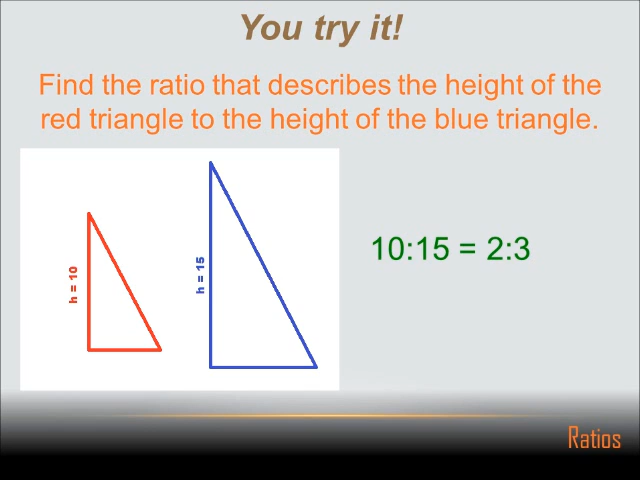 You try it!
Find the ratio that describes the height of the
red triangle to the height of the blue triangle.
h = 10
h = 15
10:15 = 2:3
Ratios